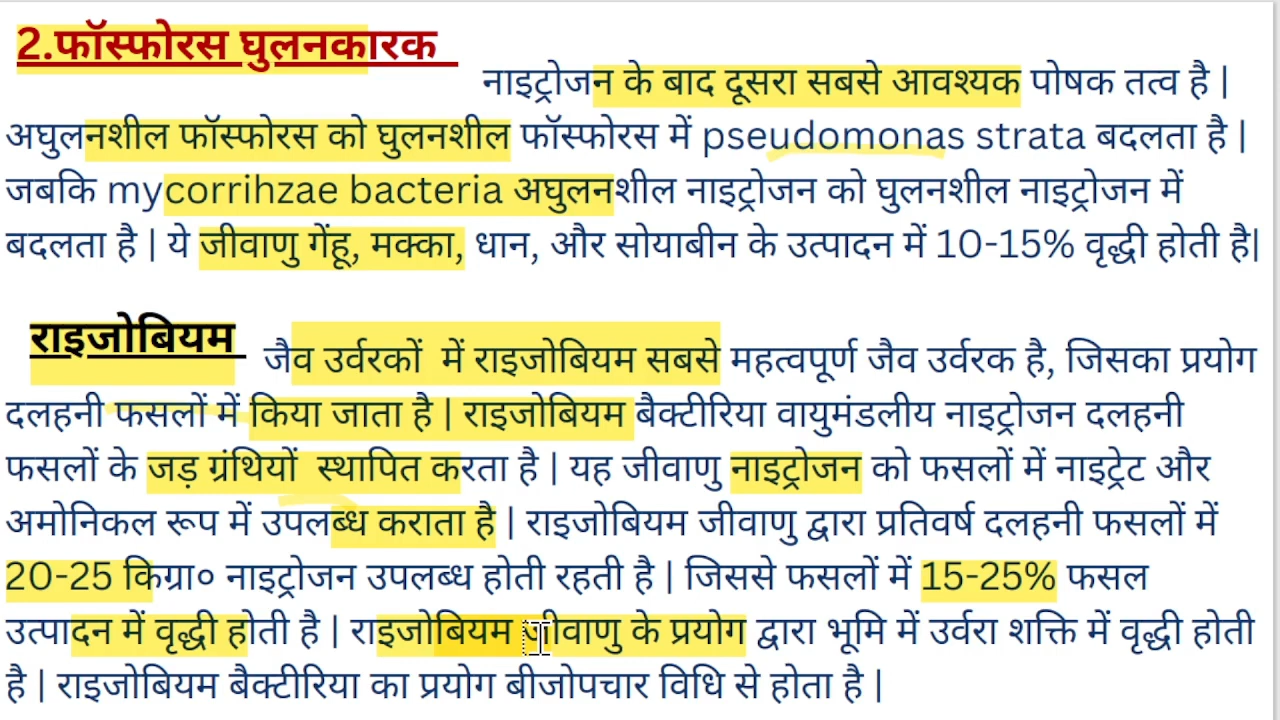 2.फॉस्फोरस घुलनकारक
नाइट्रोजन के बाद दूसरा सबसे आवश्यक पोषक तत्व है |
अघुलनशील फॉस्फोरस को घुलनशील फॉस्फोरस में pseudomonas strata बदलता है |
जबकि mycorrihzae bacteria अघुलनशील नाइट्रोजन को घुलनशील नाइट्रोजन में
बदलता है | ये जीवाणु गेंहू, मक्का, धान, और सोयाबीन के उत्पादन में 10-15% वृद्धी होती है|
राइजोबियम
जैव उर्वरकों में राइजोबियम सबसे महत्वपूर्ण जैव उर्वरक है, जिसका प्रयोग
दलहनी फसलों में किया जाता है | राइजोबियम बैक्टीरिया वायुमंडलीय नाइट्रोजन दलहनी
फसलों के जड़ ग्रंथियों स्थापित करता है | यह जीवाणु नाइट्रोजन को फसलों में नाइट्रेट और
अमोनिकल रूप में उपलब्ध कराता है | राइजोबियम जीवाणु द्वारा प्रतिवर्ष दलहनी फसलों में
20-25 किग्रा० नाइट्रोजन उपलब्ध होती रहती है | जिससे फसलों में 15-25% फसल
उत्पादन में वृद्धी होती है | राइजोबियम जीवाणु के प्रयोग द्वारा भूमि में उर्वरा शक्ति में वृद्धी होती
है | राइजोबियम बैक्टीरिया का प्रयोग बीजोपचार विधि से होता है |